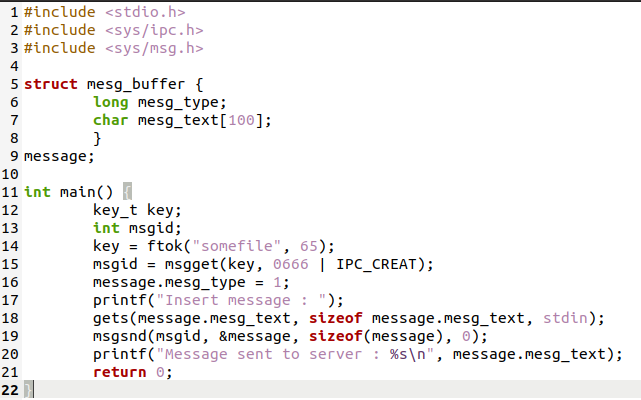 1 #include <stdio.h>
2 #include <sys/ipc.h>
3 #include <sys/msg.h>
4
5 struct mesg_buffer {
6         long mesg_type;
7         char mesg_text[100];
8         }
9 message;
10
11 int main() {
12         key_t key;
13         int msgid;
14         key = ftok("somefile", 65);
15         msgid = msgget(key, 0666 | IPC_CREAT);
16         message.mesg_type = 1;
17         printf("Insert message : ");
18         gets(message.mesg_text, sizeof message.mesg_text, stdin);
19         msgsnd(msgid, &message, sizeof(message), 0);
20         printf("Message sent to server : %s\n", message.mesg_text);
21         return 0;
22 }